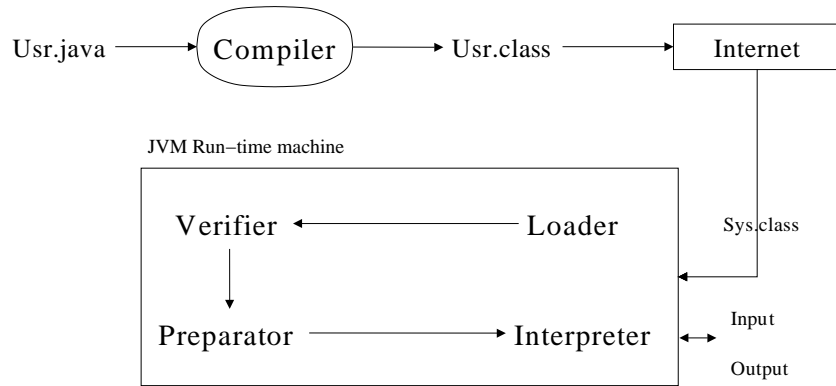 Usr.java
Compiler
Usr.class
Internet
JVM Run−time machine
Verifier
Loader
Sys.class
Preparator
Interpreter
Input
Output